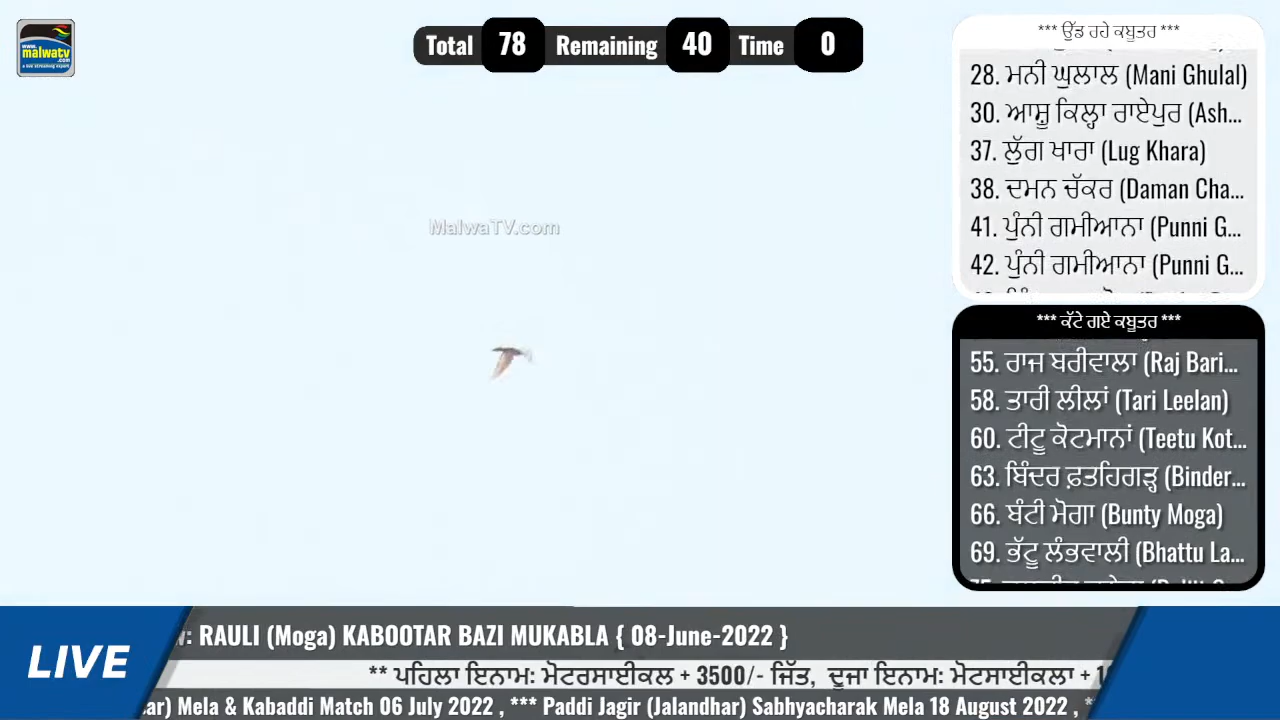 www.
malwatv
.com
a live streaming expert
Total 78 Remaining 40 Time 0
*** ਉੱਡ ਰਹੇ ਕਬੂਤਰ ***
28. ਮਨੀ ਘੁਲਾਲ (Mani Ghulal)
30. ਆਸ਼ੂ ਕਿਲ੍ਹਾ ਰਾਏਪੁਰ (Ash...
37. ਲੁੱਗ ਖਾਰਾ (Lug Khara)
38. ਦਮਨ ਚੱਕਰ (Daman Cha...
41. ਪੁੰਨੀ ਗਮੀਆਨਾ (Punni G...
42. ਪੁੰਨੀ ਗਮੀਆਨਾ (Punni G...
MalwaTV.com
*** ਕੱਟੇ ਗਏ ਕਬੂਤਰ ***
55. ਰਾਜ ਬਰੀਵਾਲਾ (Raj Bari...
58. ਤਾਰੀ ਲੀਲਾਂ (Tari Leelan)
60. ਟੀਟੂ ਕੋਟਮਾਨਾਂ (Teetu Kot...
63. ਬਿੰਦਰ ਫ਼ਤਹਿਗੜ੍ਹ (Binder...
66. ਬੰਟੀ ਮੋਗਾ (Bunty Moga)
69. ਭੱਟੂ ਲੰਭਵਾਲੀ (Bhattu La...
LIVE
RAULI (Moga) KABOOTAR BAZI MUKABLA { 08-June-2022 }
** ਪਹਿਲਾ ਇਨਾਮ: ਮੋਟਰਸਾਈਕਲ + 3500/- ਜਿੱਤ, ਦੂਜਾ ਇਨਾਮ: ਮੋਟਸਾਈਕਲਾ +
Mela & Kabaddi Match 06 July 2022 , *** Paddi Jagir (Jalandhar) Sabhyacharak Mela 18 August 2022 ,